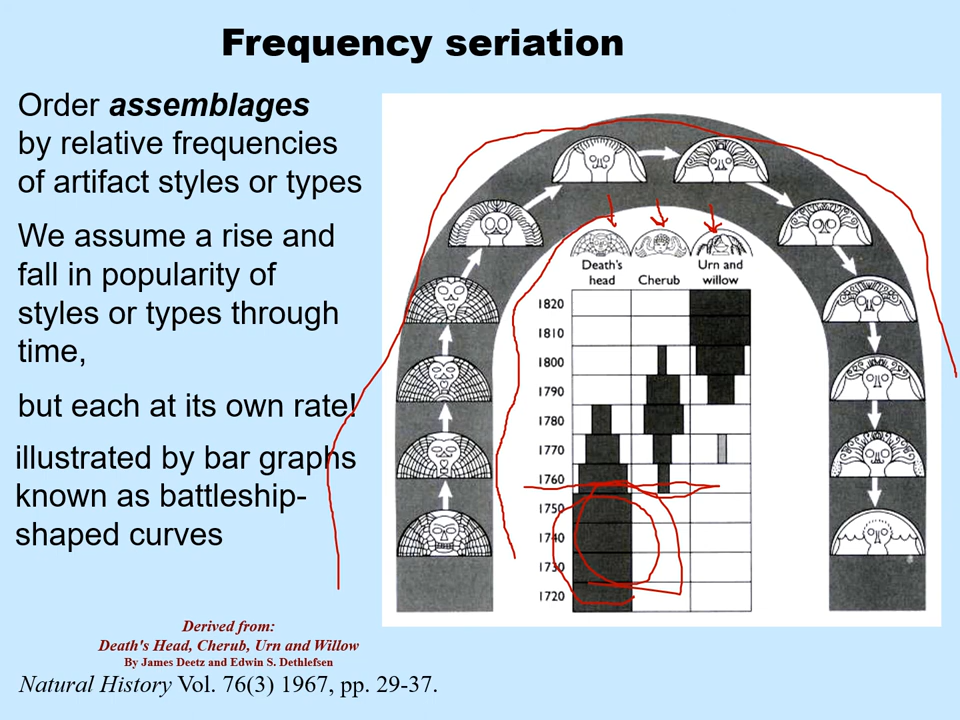 Frequency seriation
Order assemblages
by relative frequencies
of artifact styles or types
We assume a rise and
fall in popularity of
styles or types through
time,
but each at its own rate!
illustrated by bar graphs
known as battleship-
shaped curves
Derived from:
Death's Head, Cherub, Urn and Willow
By James Deetz and Edwin S. Dethlefsen
Natural History Vol. 76(3) 1967, pp. 29-37.
Death's
head
Cherub
Urn and
willow
1820
1810
1800
1790
1780
1770
1760
1750
1740
1730
1720